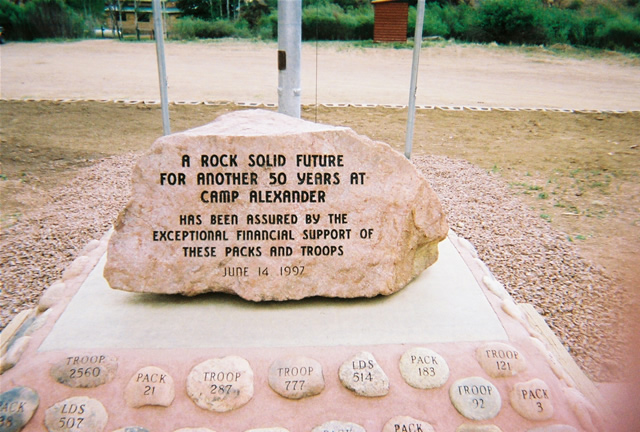 A ROCK SOLID FUTURE
FOR ANOTHER 50 YEARS AT
CAMP ALEXANDER
HAS BEEN ASSURED BY THE
EXCEPTIONAL FINANCIAL SUPPORT OF
THESE PACKS AND TROOPS
JUNE 14 1997
TROOP
2560
PACK
21
TROOP
287
TROOP
777
LDS
514
PACK
183
TROOP
121
TROOP
92
PACK
3
LDS
507
TROOP
PACK